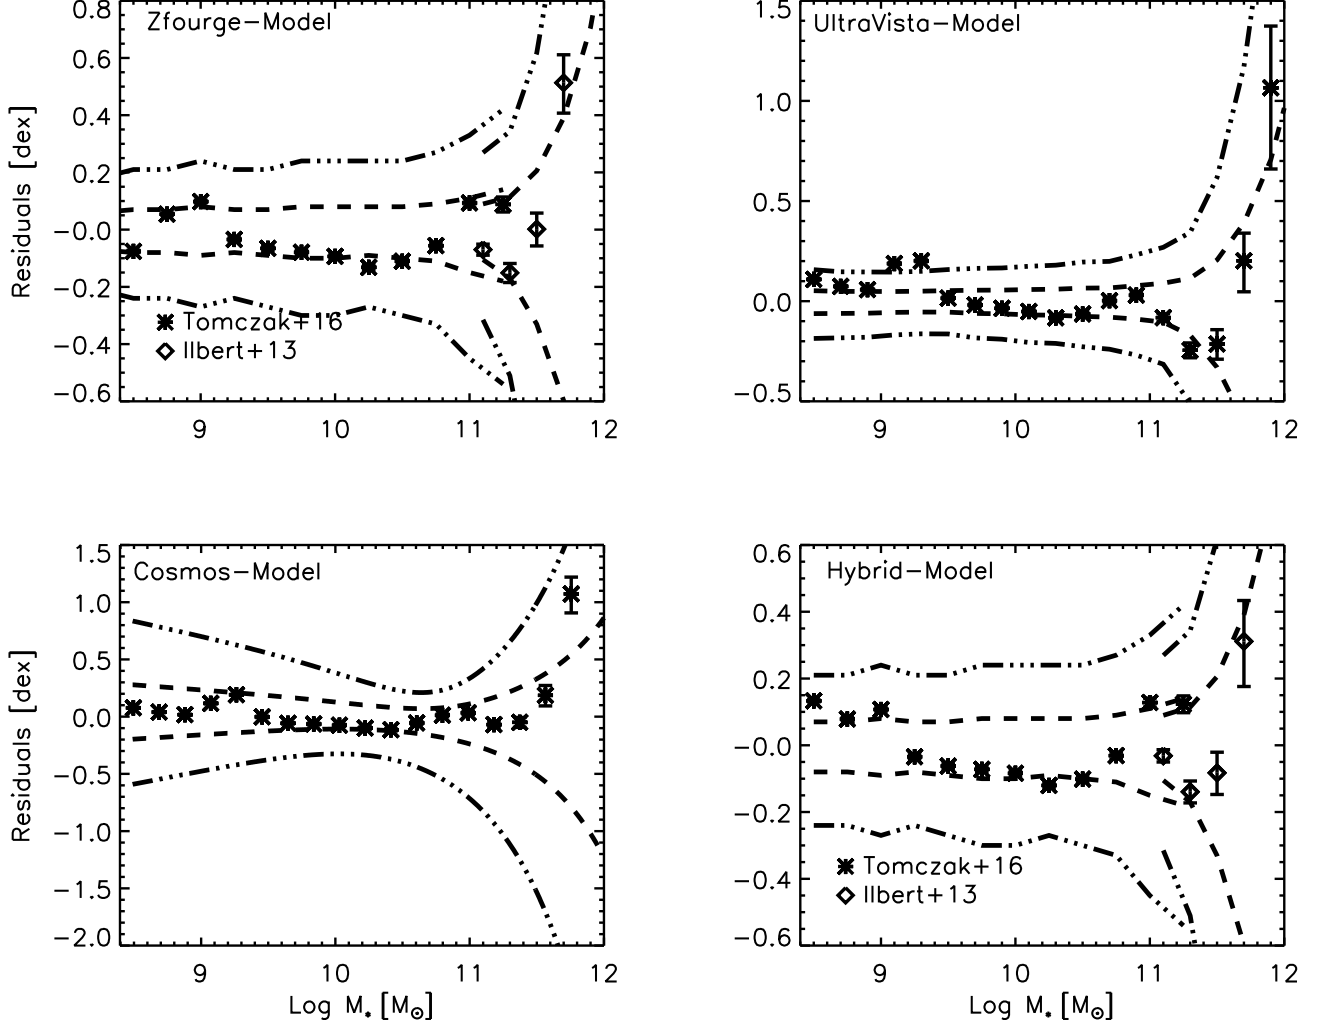 Zfourge−Model
0.8
0.6
0.4
0.2
−0.0
−0.2
−0.4
−0.6
Residuals [dex]
Tomczak+16
Ilbert+13
9 10 11 12
UltraVista−Model
1.5
1.0
0.5
0.0
−0.5
9 10 11 12
Cosmos−Model
1.5
1.0
0.5
0.0
−0.5
−1.0
−1.5
−2.0
Residuals [dex]
9 10 11 12
Log M* [M⊙]
Hybrid−Model
0.6
0.4
0.2
−0.0
−0.2
−0.4
−0.6
Tomczak+16
Ilbert+13
9 10 11 12
Log M* [M⊙]